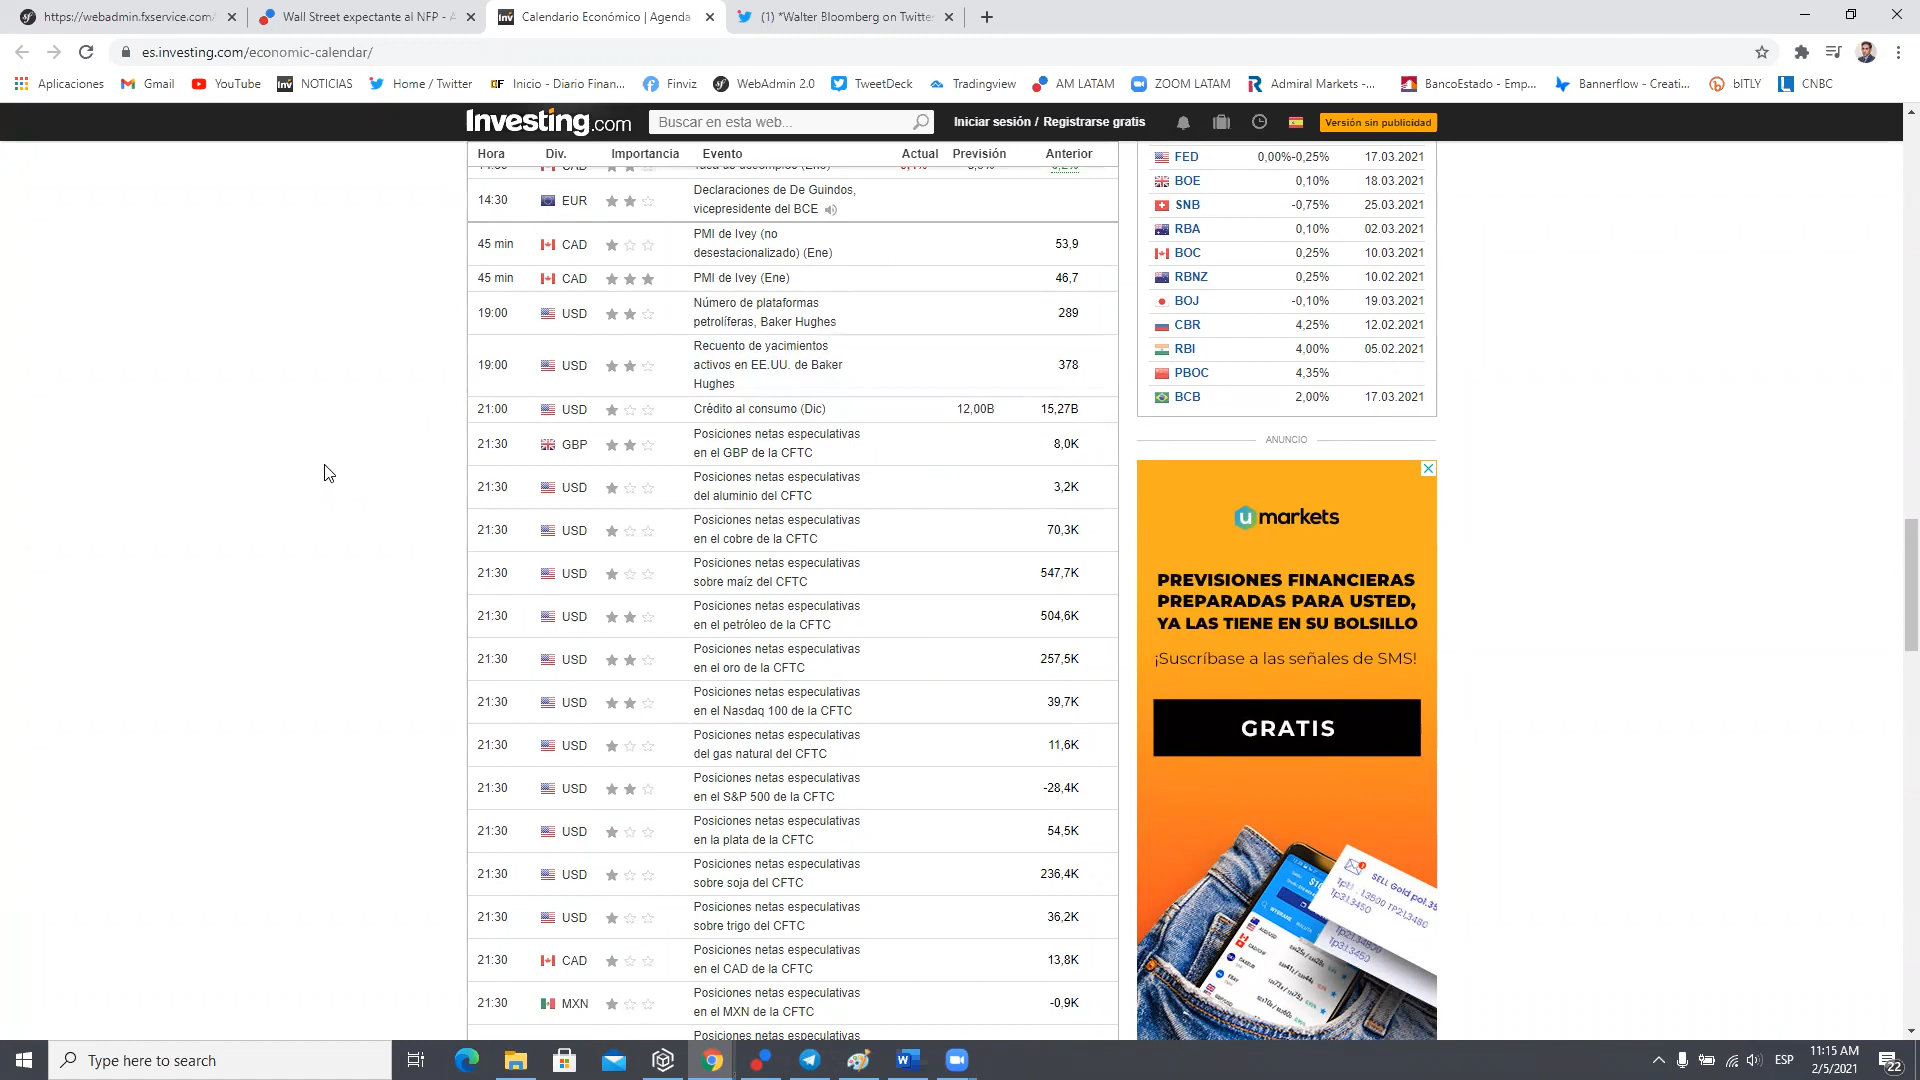 https://webadmin.fxservice.com/
Wall Street expectante al NFP - A
Calendario Económico | Agenda
(1) *Walter Bloomberg on Twitte
es.investing.com/economic-calendar/
Aplicaciones
Gmail
YouTube
NOTICIAS
Home / Twitter
Inicio - Diario Finan...
Finviz
WebAdmin 2.0
TweetDeck
Tradingview
AM LATAM
ZOOM LATAM
Admiral Markets -...
BancoEstado - Emp...
Bannerflow - Creati...
bITLY
CNBC
Investing.com
Buscar en esta web...
Iniciar sesión / Registrarse gratis
Versión sin publicidad
Hora Div. Importancia Evento Actual Previsión Anterior
14:30 EUR Declaraciones de De Guindos,
vicepresidente del BCE
45 min CAD PMI de Ivey (no
desestacionalizado) (Ene) 53,9
45 min CAD PMI de Ivey (Ene) 46,7
19:00 USD Número de plataformas
petrolíferas, Baker Hughes 289
19:00 USD Recuento de yacimientos
activos en EE.UU. de Baker
Hughes 378
21:00 USD Crédito al consumo (Dic) 12,00B 15,27B
21:30 GBP Posiciones netas especulativas
en el GBP de la CFTC 8,0K
21:30 USD Posiciones netas especulativas
del aluminio del CFTC 3,2K
21:30 USD Posiciones netas especulativas
en el cobre de la CFTC 70,3K
21:30 USD Posiciones netas especulativas
sobre maíz del CFTC 547,7K
21:30 USD Posiciones netas especulativas
en el petróleo de la CFTC 504,6K
21:30 USD Posiciones netas especulativas
en el oro de la CFTC 257,5K
21:30 USD Posiciones netas especulativas
en el Nasdaq 100 de la CFTC 39,7K
21:30 USD Posiciones netas especulativas
del gas natural del CFTC 11,6K
21:30 USD Posiciones netas especulativas
en el S&P 500 de la CFTC -28,4K
21:30 USD Posiciones netas especulativas
en la plata de la CFTC 54,5K
21:30 USD Posiciones netas especulativas
sobre soja del CFTC 236,4K
21:30 USD Posiciones netas especulativas
sobre trigo del CFTC 36,2K
21:30 CAD Posiciones netas especulativas
en el CAD de la CFTC 13,8K
21:30 MXN Posiciones netas especulativas
en el MXN de la CFTC -0,9K
Posiciones netas especulativas
FED 0,00%-0,25% 17.03.2021
BOE 0,10% 18.03.2021
SNB -0,75% 25.03.2021
RBA 0,10% 02.03.2021
BOC 0,25% 10.03.2021
RBNZ 0,25% 10.02.2021
BOJ -0,10% 19.03.2021
CBR 4,25% 12.02.2021
RBI 4,00% 05.02.2021
PBOC 4,35%
BCB 2,00% 17.03.2021
ANUNCIO
umarkets
PREVISIONES FINANCIERAS
PREPARADAS PARA USTED,
YA LAS TIENE EN SU BOLSILLO
¡Suscríbase a las señales de SMS!
GRATIS
SELL Gold
Type here to search
ESP
11:15 AM
2/5/2021
22